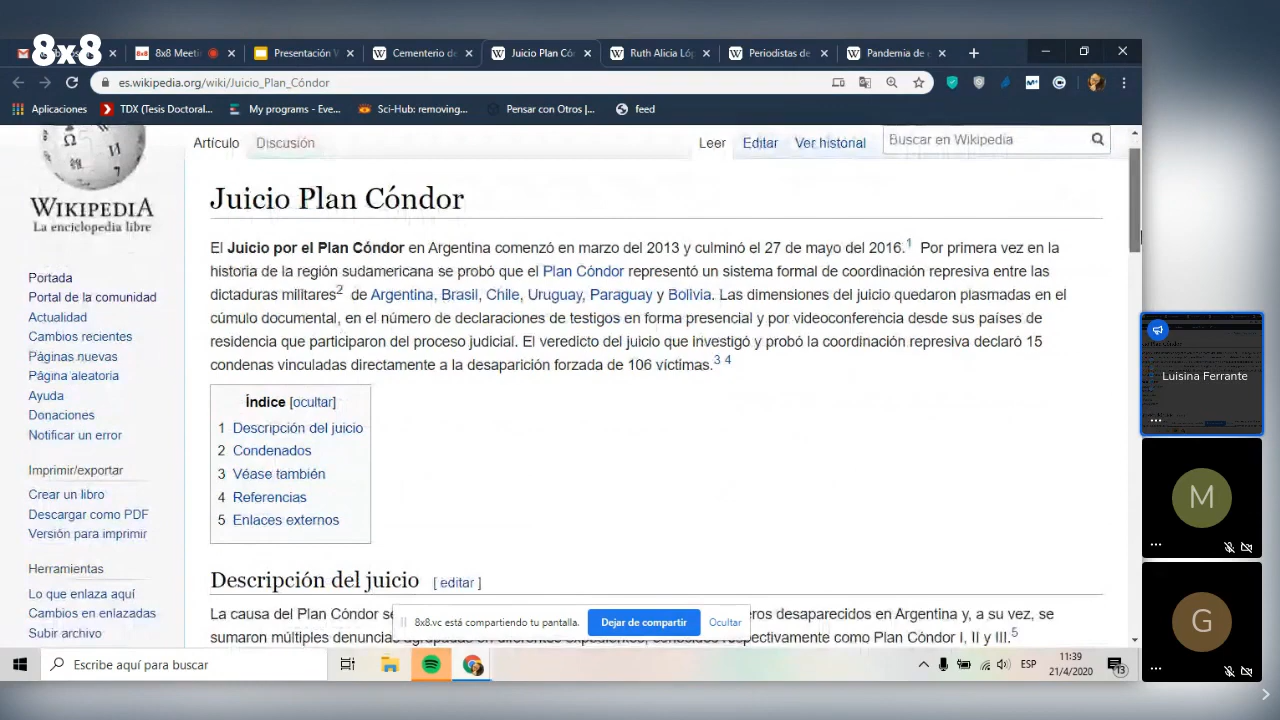 8x8
8x8 Meeti
Presentación V
Cementerio de
Juicio Plan Có
Ruth Alicia Ló
Periodistas de
Pandemia de
es.wikipedia.org/wiki/Juicio_Plan_Cóndor
Aplicaciones
TDX (Tesis Doctoral...
My programs - Eve...
Sci-Hub: removing...
Pensar con Otros |...
feed
Artículo
Discusión
Leer
Editar
Ver historial
Buscar en Wikipedia
WIKIPEDIA
La enciclopedia libre
Juicio Plan Cóndor
El Juicio por el Plan Cóndor en Argentina comenzó en marzo del 2013 y culminó el 27 de mayo del 2016.1 Por primera vez en la
historia de la región sudamericana se probó que el Plan Cóndor representó un sistema formal de coordinación represiva entre las
dictaduras militares2 de Argentina, Brasil, Chile, Uruguay, Paraguay y Bolivia. Las dimensiones del juicio quedaron plasmadas en el
cúmulo documental, en el número de declaraciones de testigos en forma presencial y por videoconferencia desde sus países de
residencia que participaron del proceso judicial. El veredicto del juicio que investigó y probó la coordinación represiva declaró 15
condenas vinculadas directamente a la desaparición forzada de 106 víctimas.3 4
Portada
Portal de la comunidad
Actualidad
Cambios recientes
Páginas nuevas
Página aleatoria
Ayuda
Donaciones
Notificar un error
Imprimir/exportar
Crear un libro
Descargar como PDF
Versión para imprimir
Herramientas
Lo que enlaza aquí
Cambios en enlazadas
Subir archivo
Índice [ocultar]
1 Descripción del juicio
2 Condenados
3 Véase también
4 Referencias
5 Enlaces externos
Descripción del juicio [ editar ]
La causa del Plan Cóndor se
eros desaparecidos en Argentina y, a su vez, se
sumaron múltiples denuncias agrupadas en diferentes expedientes, conocidos respectivamente como Plan Cóndor I, II y III.5
8x8.vc está compartiendo tu pantalla.
Dejar de compartir
Ocultar
Luisina Ferrante
M
G
Escribe aquí para buscar
ESP
11:39
21/4/2020
13